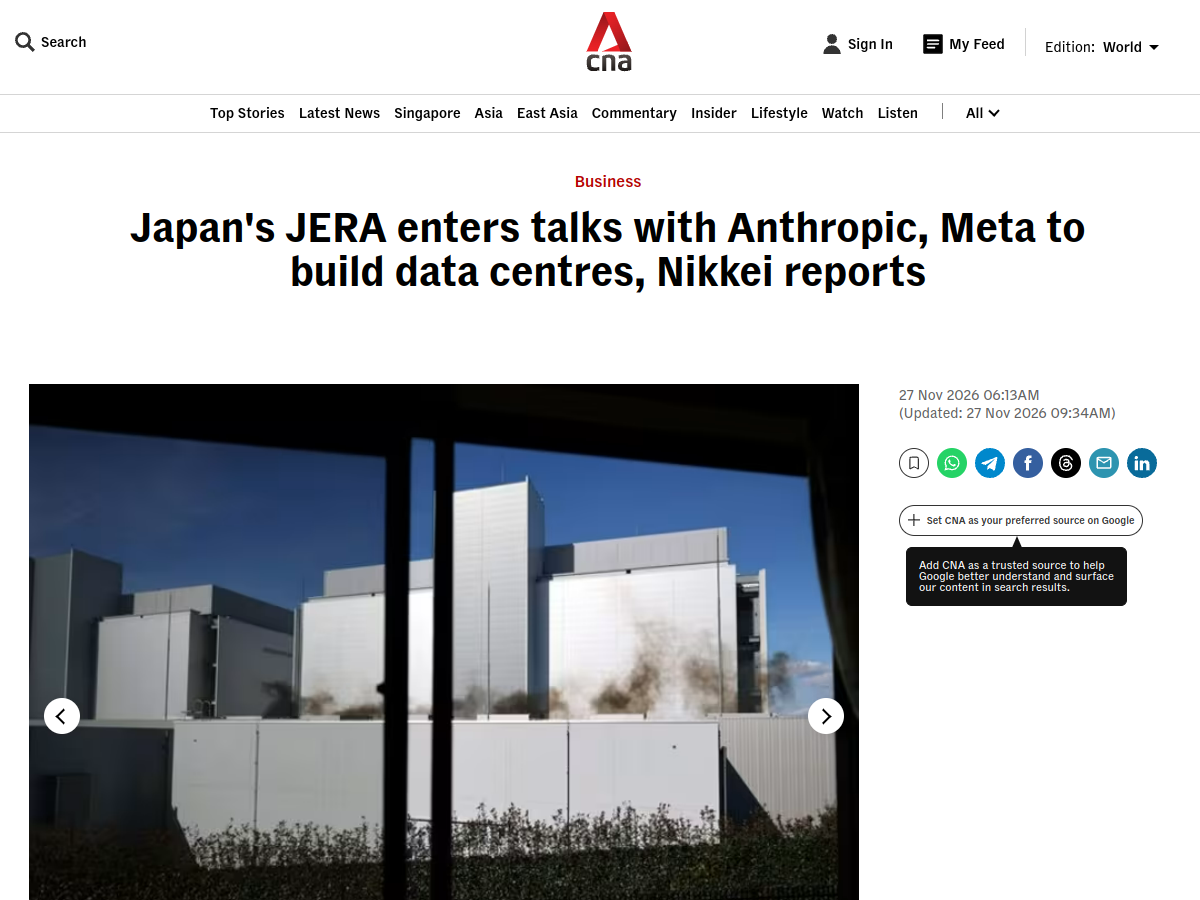 Search
cna
Sign In
My Feed
Edition: World
Top Stories Latest News Singapore Asia East Asia Commentary Insider Lifestyle Watch Listen All
Business
Japan's JERA enters talks with Anthropic, Meta to
build data centres, Nikkei reports
27 Nov 2026 06:13AM
(Updated: 27 Nov 2026 09:34AM)
Set CNA as your preferred source on Google
Add CNA as a trusted source to help
Google better understand and surface
our content in search results.